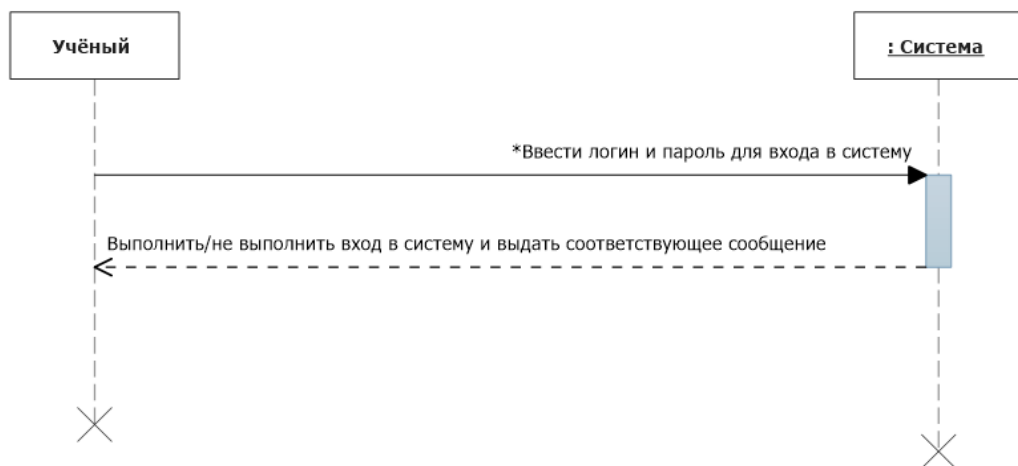 Учёный
: Система
*Ввести логин и пароль для входа в систему
Выполнить/не выполнить вход в систему и выдать соответствующее сообщение